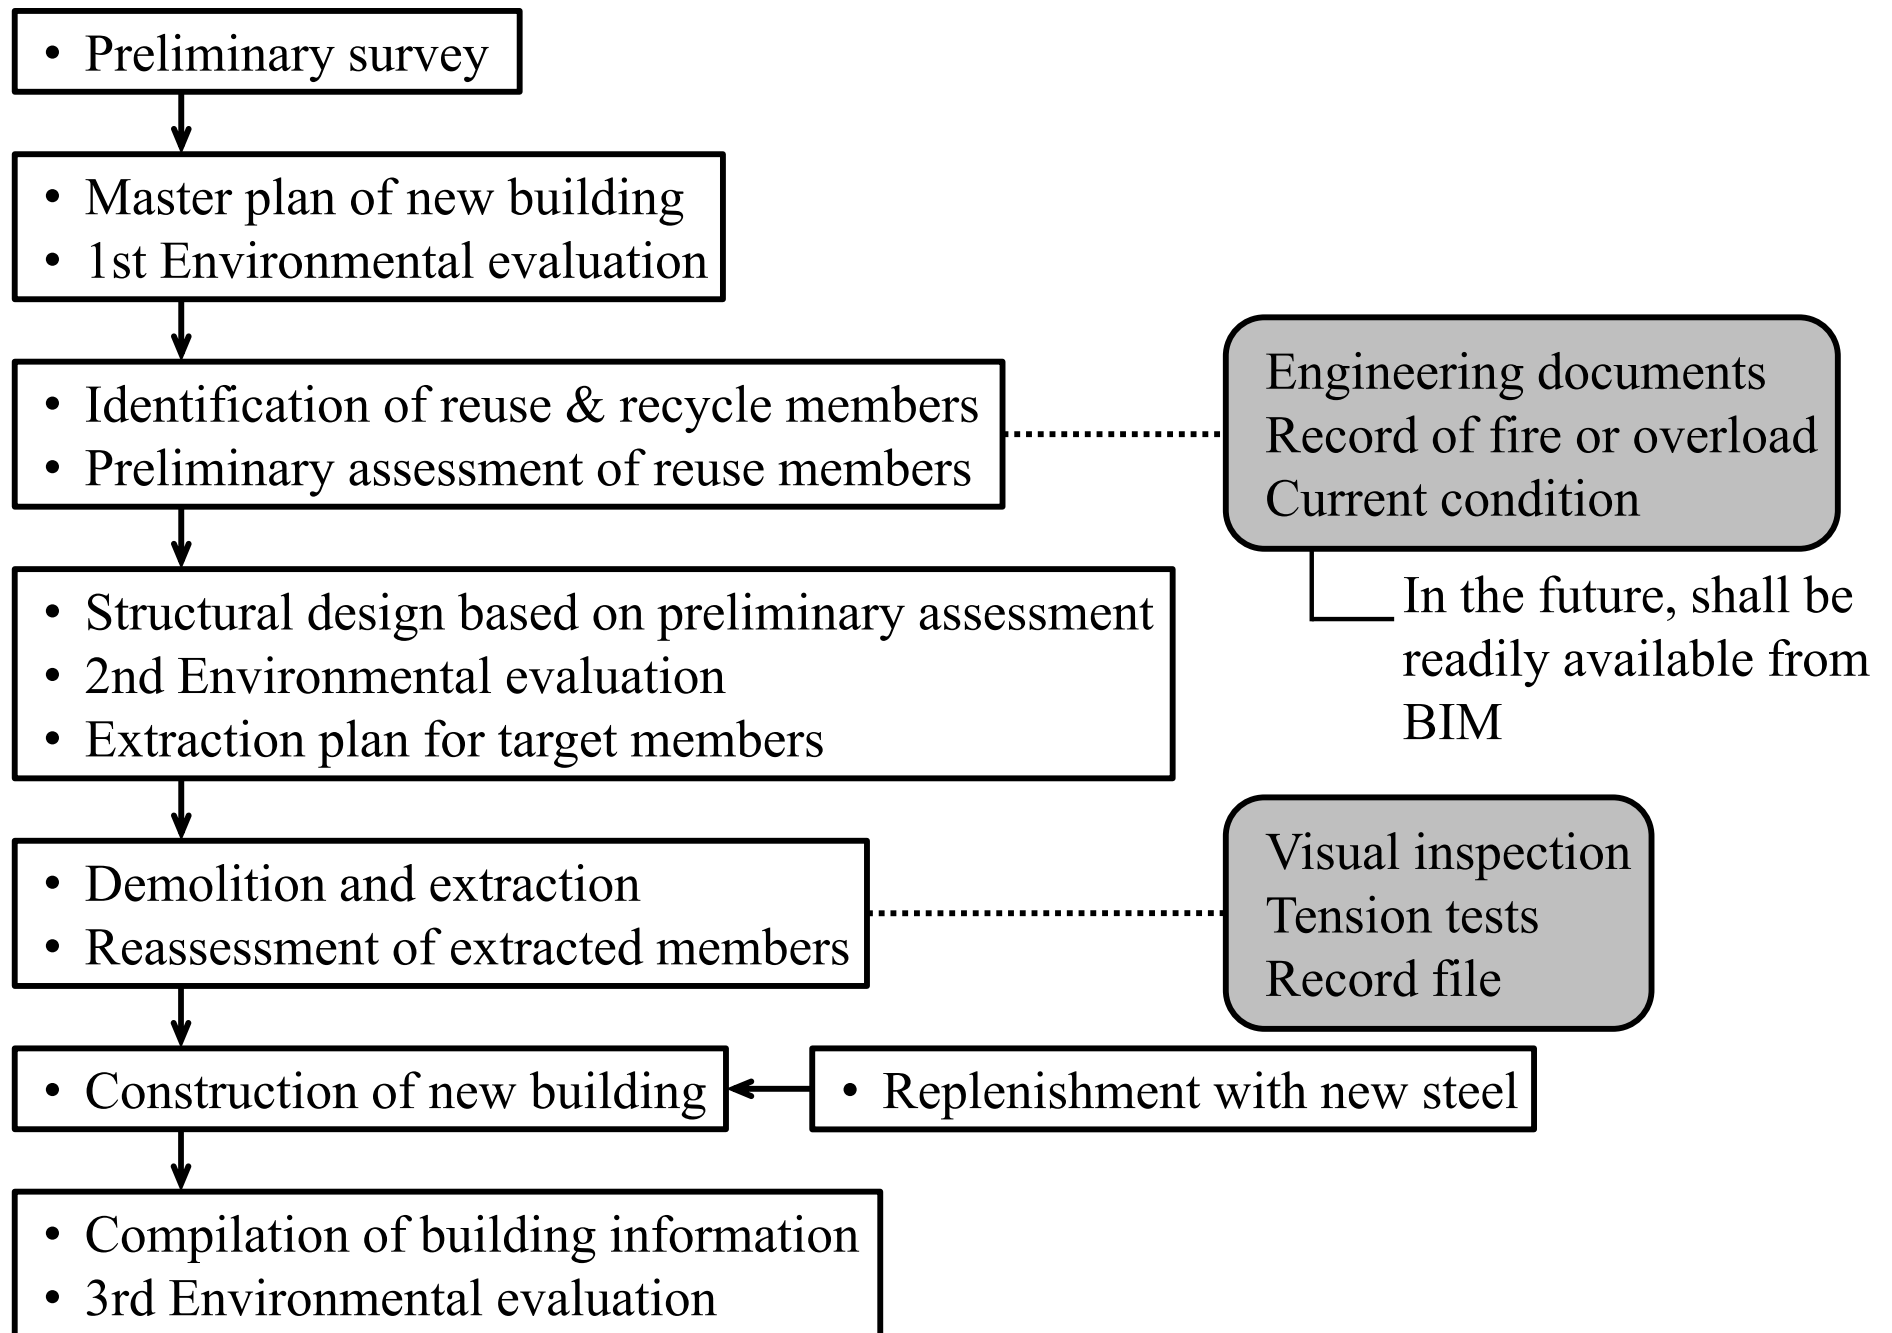 • Preliminary survey
• Master plan of new building
• 1st Environmental evaluation
• Identification of reuse & recycle members
• Preliminary assessment of reuse members
Engineering documents
Record of fire or overload
Current condition
In the future, shall be
readily available from
BIM
• Structural design based on preliminary assessment
• 2nd Environmental evaluation
• Extraction plan for target members
• Demolition and extraction
• Reassessment of extracted members
Visual inspection
Tension tests
Record file
• Construction of new building
• Replenishment with new steel
• Compilation of building information
• 3rd Environmental evaluation